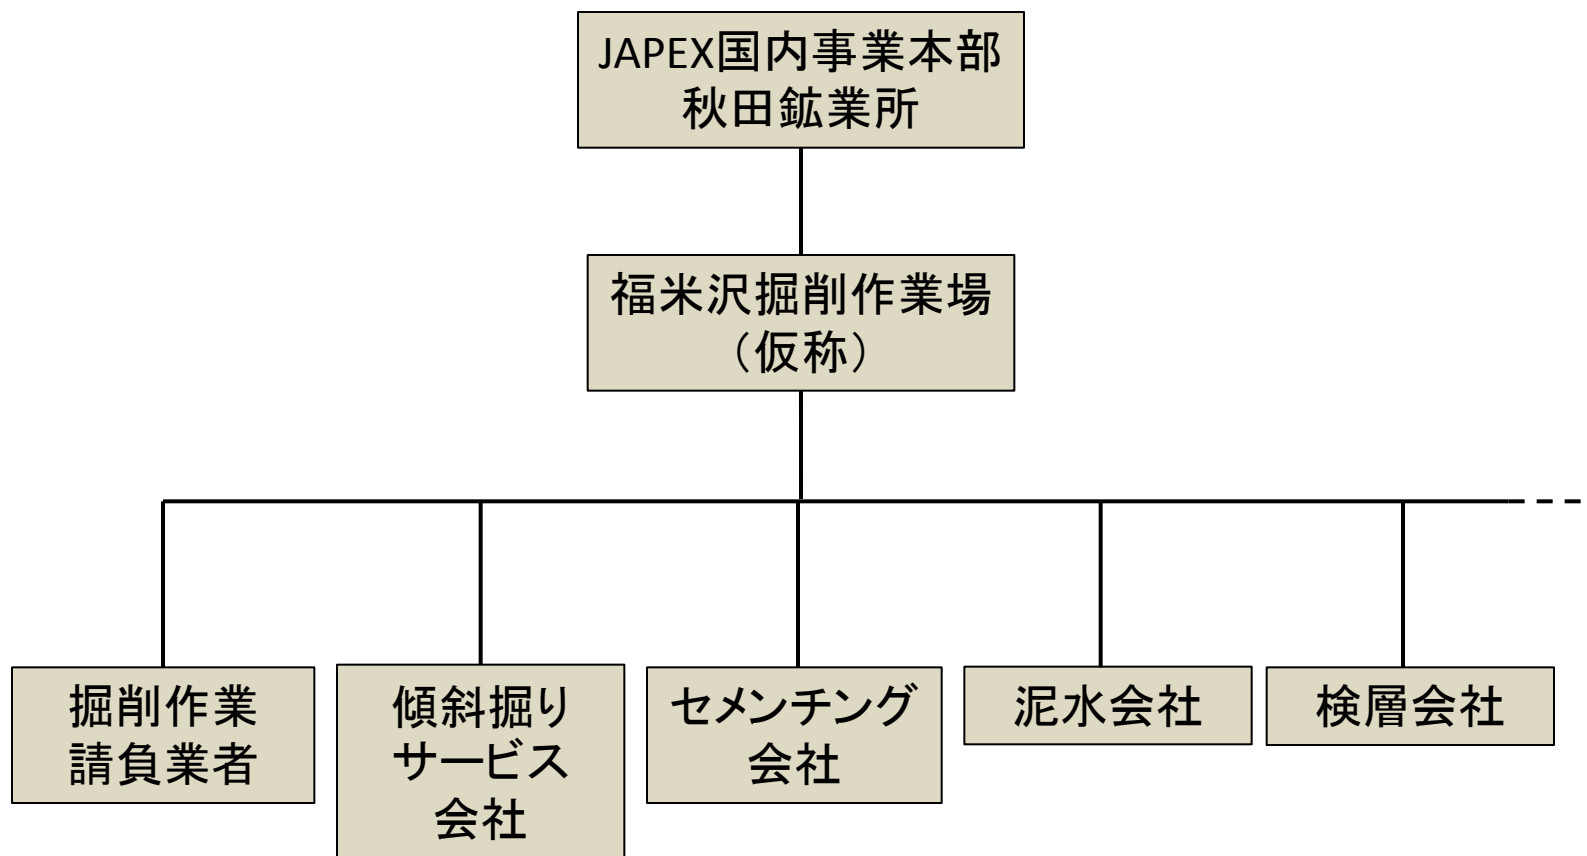 JAPEX国内事業本部
秋田鉱業所
福米沢掘削作業場
（仮称）
掘削作業
請負業者
傾斜掘り
サービス
会社
セメンチング
会社
泥水会社
検層会社